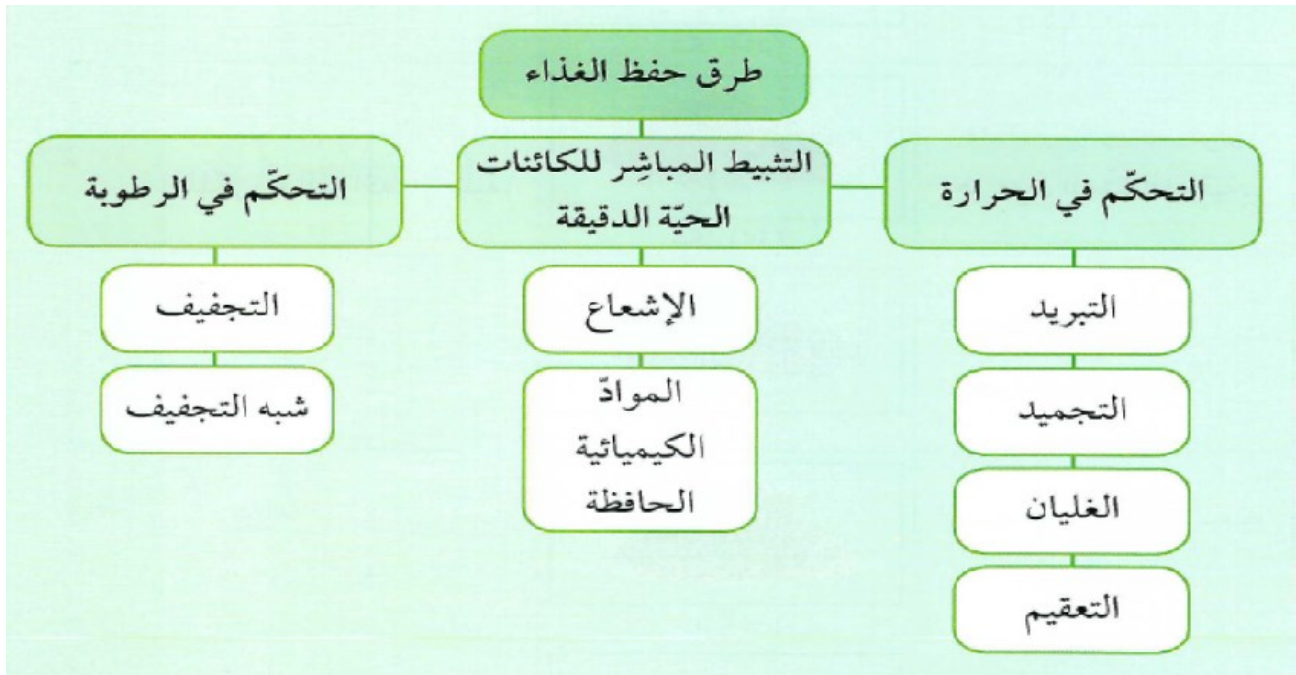 طرق حفظ الغذاء
التحكّم في الحرارة
التثبيط المباشِر للكائنات
الحيّة الدقيقة
التحكّم في الرطوبة
التبريد
التجميد
الغليان
التعقيم
الإشعاع
الموادّ
الكيميائية
الحافظة
التجفيف
شبه التجفيف